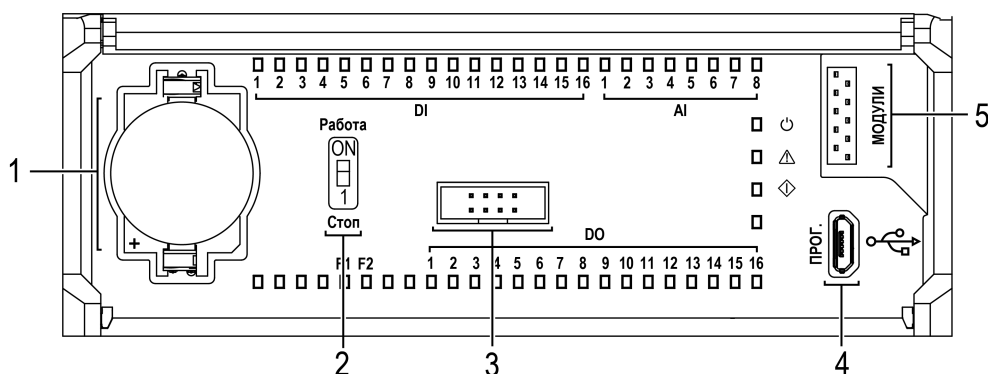 1 2 3 4 5 6 7 8 9 10 11 12 13 14 15 16 1 2 3 4 5 6 7 8
DI AI
Работа
ON
1
Стоп
МОДУЛИ
5
1
+
DO
F1 F2 1 2 3 4 5 6 7 8 9 10 11 12 13 14 15 16
ПРОГ.
2 3 4